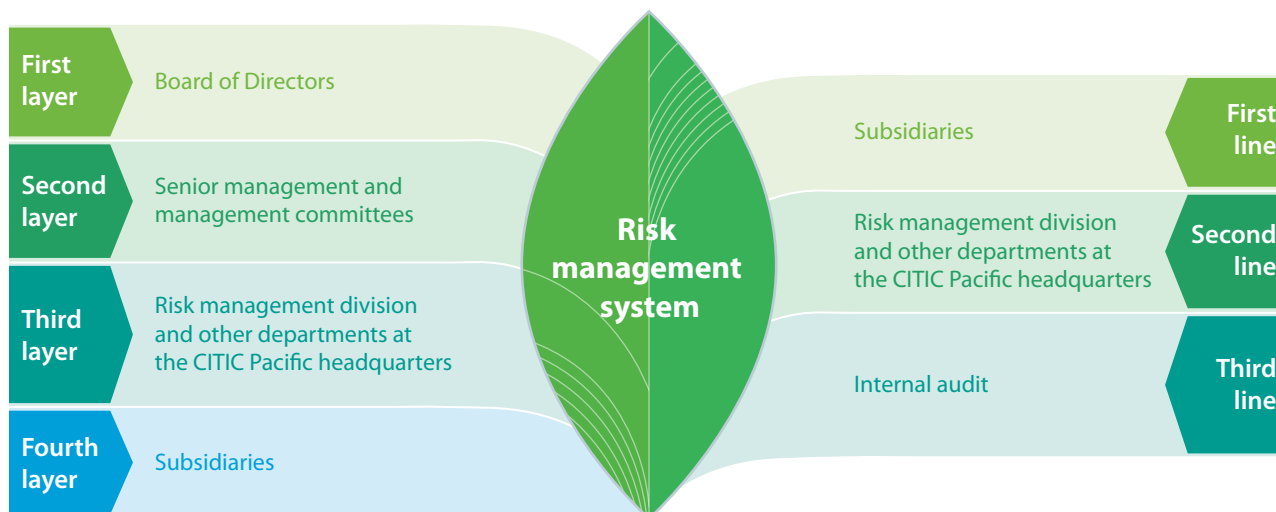 First
layer
Board of Directors
Second
layer
Senior management and
management committees
Third
layer
Risk management division
and other departments at
the CITIC Pacific headquarters
Fourth
layer
Subsidiaries
Risk
management
system
Subsidiaries
First
line
Risk management division
and other departments at
the CITIC Pacific headquarters
Second
line
Internal audit
Third
line